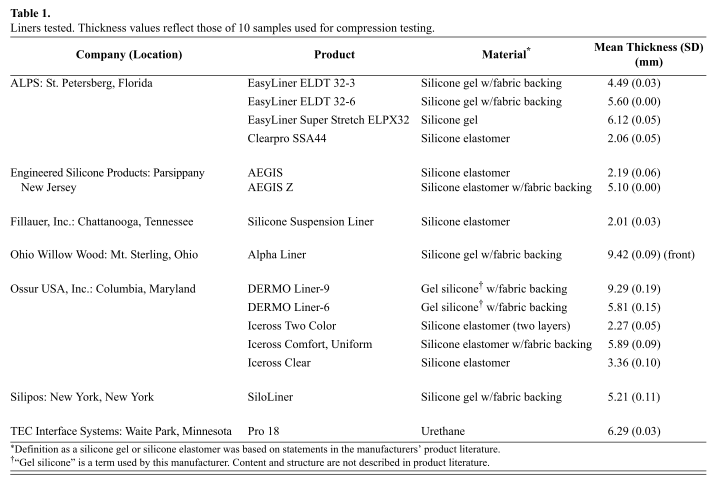 Table 1.
Liners tested. Thickness values reflect those of 10 samples used for compression testing.
Company (Location) Product Material* Mean Thickness (SD) (mm)
ALPS: St. Petersberg, Florida EasyLiner ELDT 32-3 Silicone gel w/fabric backing 4.49 (0.03)
EasyLiner ELDT 32-6 Silicone gel w/fabric backing 5.60 (0.00)
EasyLiner Super Stretch ELPX32 Silicone gel 6.12 (0.05)
Clearpro SSA44 Silicone elastomer 2.06 (0.05)
Engineered Silicone Products: Parsippany AEGIS Silicone elastomer 2.19 (0.06)
New Jersey AEGIS Z Silicone elastomer w/fabric backing 5.10 (0.00)
Fillauer, Inc.: Chattanooga, Tennessee Silicone Suspension Liner Silicone elastomer 2.01 (0.03)
Ohio Willow Wood: Mt. Sterling, Ohio Alpha Liner Silicone gel w/fabric backing 9.42 (0.09) (front)
Ossur USA, Inc.: Columbia, Maryland DERMO Liner-9 Gel silicone† w/fabric backing 9.29 (0.19)
DERMO Liner-6 Gel silicone† w/fabric backing 5.81 (0.15)
Iceross Two Color Silicone elastomer (two layers) 2.27 (0.05)
Iceross Comfort, Uniform Silicone elastomer w/fabric backing 5.89 (0.09)
Iceross Clear Silicone elastomer 3.36 (0.10)
Silipos: New York, New York SiloLiner Silicone gel w/fabric backing 5.21 (0.11)
TEC Interface Systems: Waite Park, Minnesota Pro 18 Urethane 6.29 (0.03)
*Definition as a silicone gel or silicone elastomer was based on statements in the manufacturers' product literature.
†"Gel silicone" is a term used by this manufacturer. Content and structure are not described in product literature.